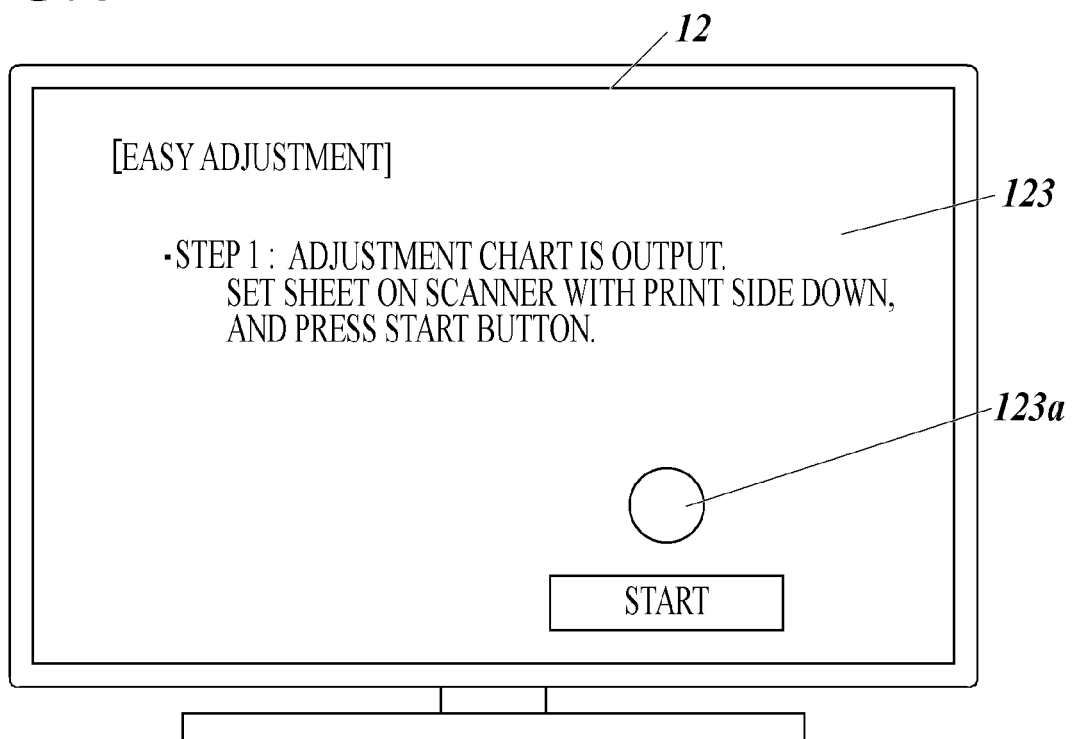 12
[EASY ADJUSTMENT]
123
-STEP 1 : ADJUSTMENT CHART IS OUTPUT.
SET SHEET ON SCANNER WITH PRINT SIDE DOWN,
AND PRESS START BUTTON.
123a
START